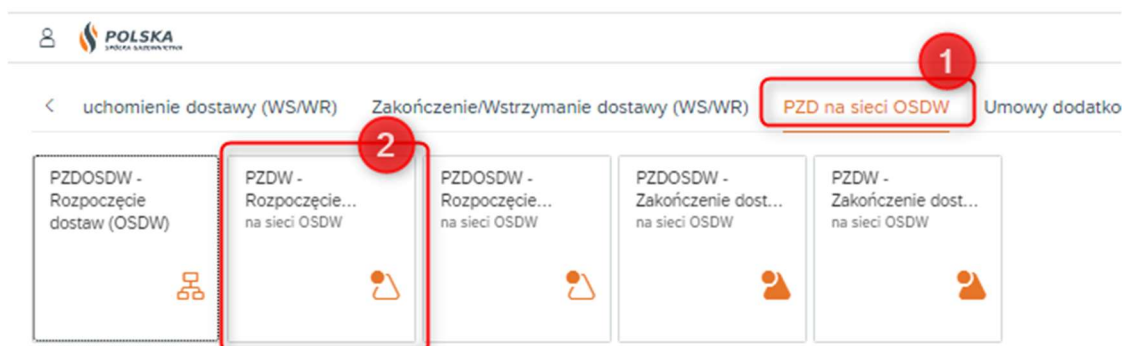 POLSKA
SPÓŁKA GAZOWNICTWA
1
uchomienie dostawy (WS/WR) Zakończenie/Wstrzymanie dostawy (WS/WR) PZD na sieci OSDW Umowy dodatko
2
PZDOSDW -
Rozpoczęcie
dostaw (OSDW)
PZDW -
Rozpoczęcie...
na sieci OSDW
PZDOSDW -
Rozpoczęcie...
na sieci OSDW
PZDOSDW -
Zakończenie dost...
na sieci OSDW
PZDW -
Zakończenie dost...
na sieci OSDW